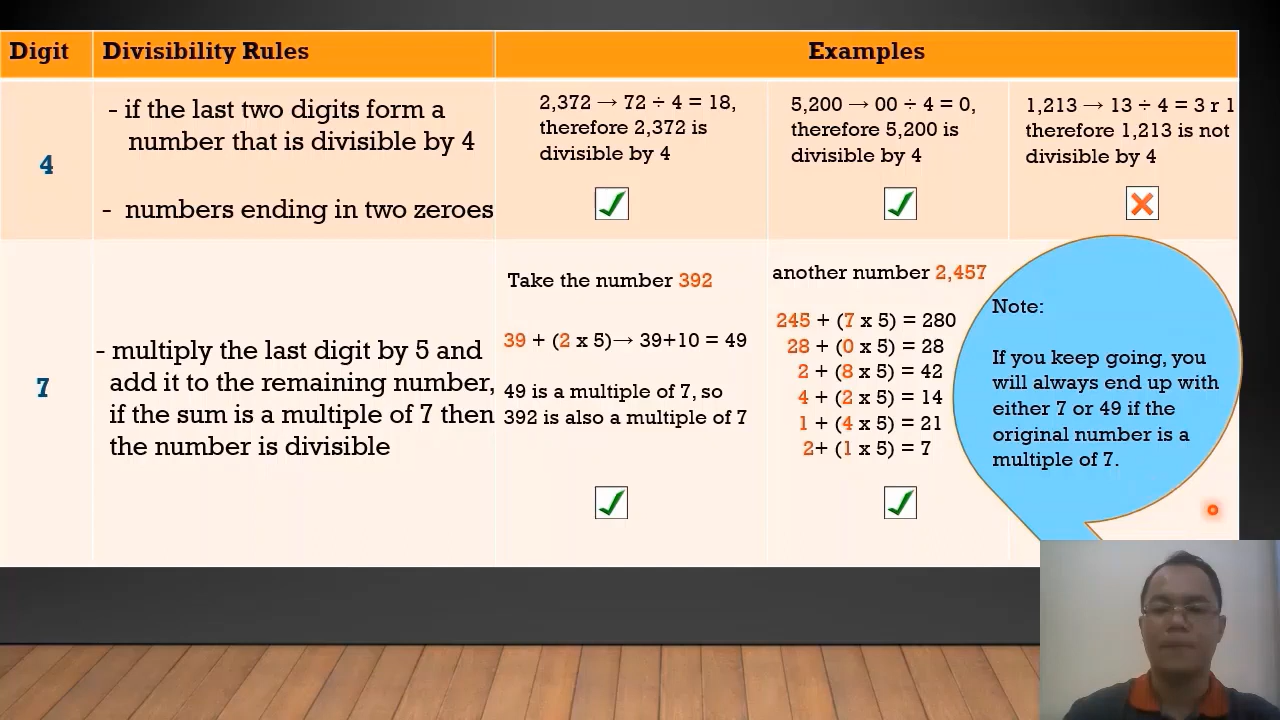 Digit
Divisibility Rules
Examples
4
- if the last two digits form a
number that is divisible by 4
- numbers ending in two zeroes
2,372 → 72 ÷ 4 = 18,
therefore 2,372 is
divisible by 4
5,200 → 00 ÷ 4 = 0,
therefore 5,200 is
divisible by 4
1,213 → 13 ÷ 4 = 3 r 1
therefore 1,213 is not
divisible by 4
7
- multiply the last digit by 5 and
add it to the remaining number,
if the sum is a multiple of 7 then
the number is divisible
Take the number 392
39 + (2 x 5)→ 39+10 = 49
49 is a multiple of 7, so
392 is also a multiple of 7
another number 2,457
245 + (7 x 5) = 280
28 + (0 x 5) = 28
2 + (8 x 5) = 42
4 + (2 x 5) = 14
1 + (4 x 5) = 21
2+ (1 x 5) = 7
Note:
If you keep going, you
will always end up with
either 7 or 49 if the
original number is a
multiple of 7.